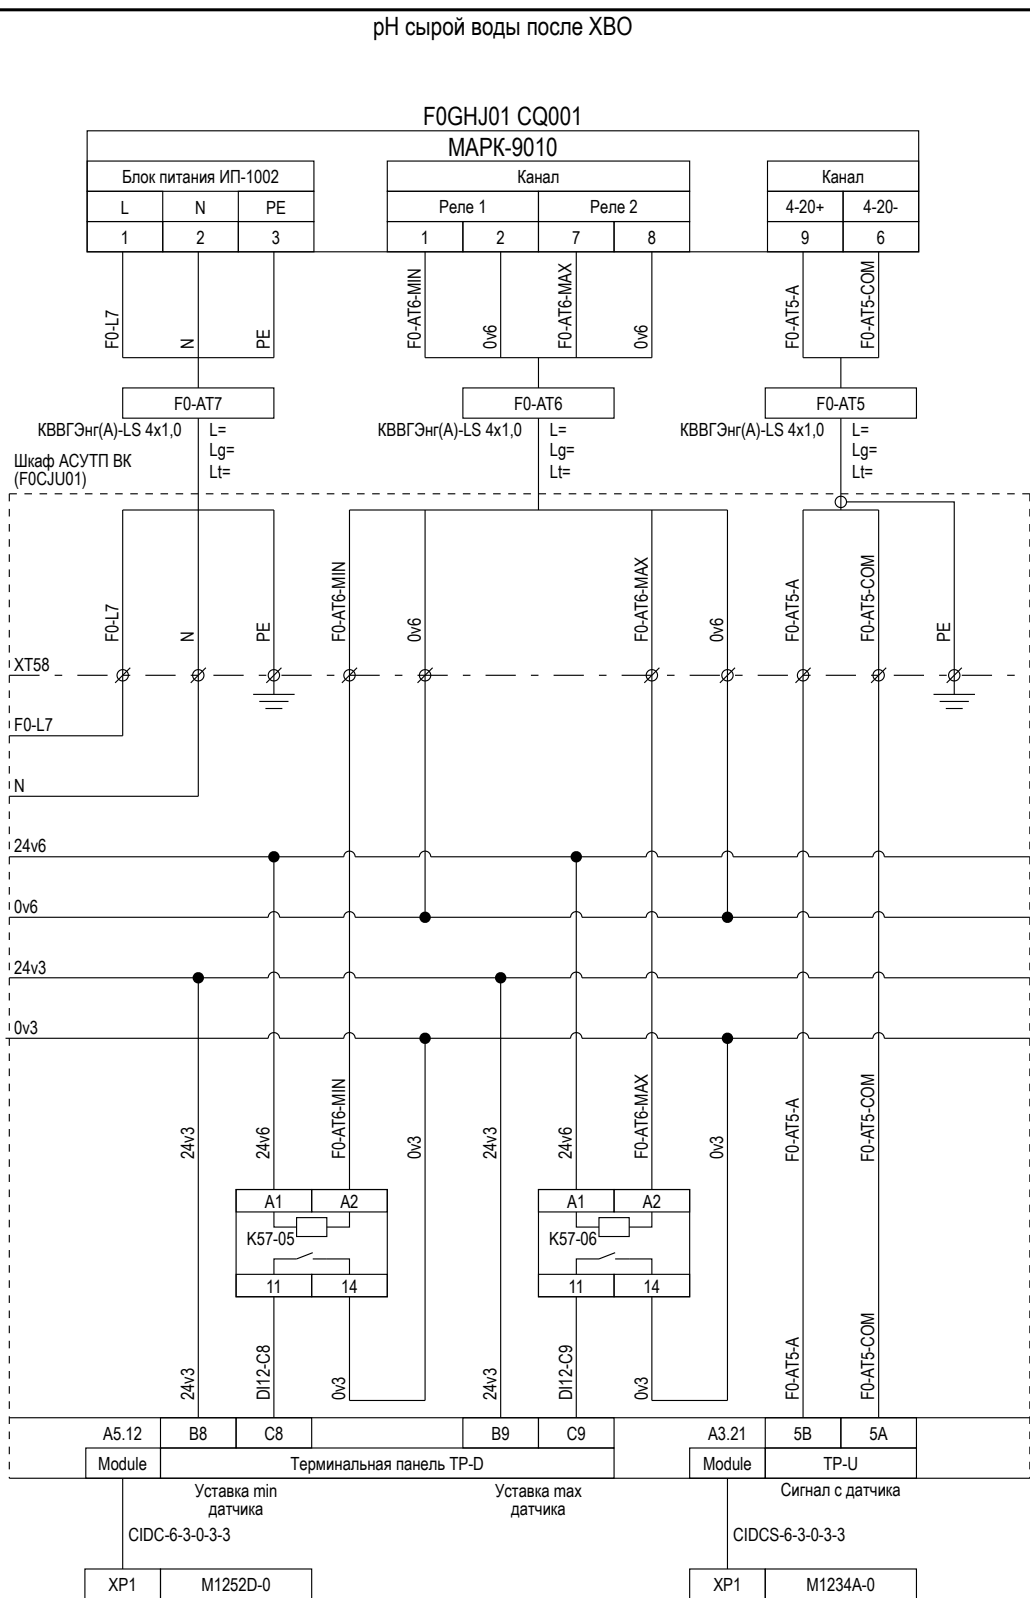 pH сырой воды после ХВО
F0GHJ01 CQ001
МАРК-9010
Блок питания ИП-1002
Канал
Канал
L N PE
Реле 1 Реле 2
4-20+ 4-20-
1 2 3 1 2 7 8 9 6
F0-L7 N PE F0-AT6-MIN 0v6 F0-AT6-MAX 0v6 F0-AT5-A F0-AT5-COM
F0-AT7 F0-AT6 F0-AT5
КВВГЭнг(А)-LS 4x1,0 L= КВВГЭнг(А)-LS 4x1,0 L= КВВГЭнг(А)-LS 4x1,0 L=
Lg= Lg= Lg=
Lt= Lt= Lt=
Шкаф АСУТП ВК
(F0CJU01)
F0-L7 N PE F0-AT6-MIN 0v6 F0-AT6-MAX 0v6 F0-AT5-A F0-AT5-COM PE
XT58
F0-L7
N
24v6
0v6
24v3
0v3
24v3 24v6 F0-AT6-MIN 0v3 24v3 24v6 F0-AT6-MAX 0v3 F0-AT5-A F0-AT5-COM
A1 A2 A1 A2
K57-05 K57-06
11 14 11 14
24v3 DI12-C8 0v3 24v3 DI12-C9 0v3 F0-AT5-A F0-AT5-COM
A5.12 B8 C8 B9 C9 A3.21 5B 5A
Module Терминальная панель TP-D Module TP-U
Уставка min
датчика
Уставка max
датчика
Сигнал с датчика
CIDC-6-3-0-3-3 CIDCS-6-3-0-3-3
XP1 M1252D-0 XP1 M1234A-0